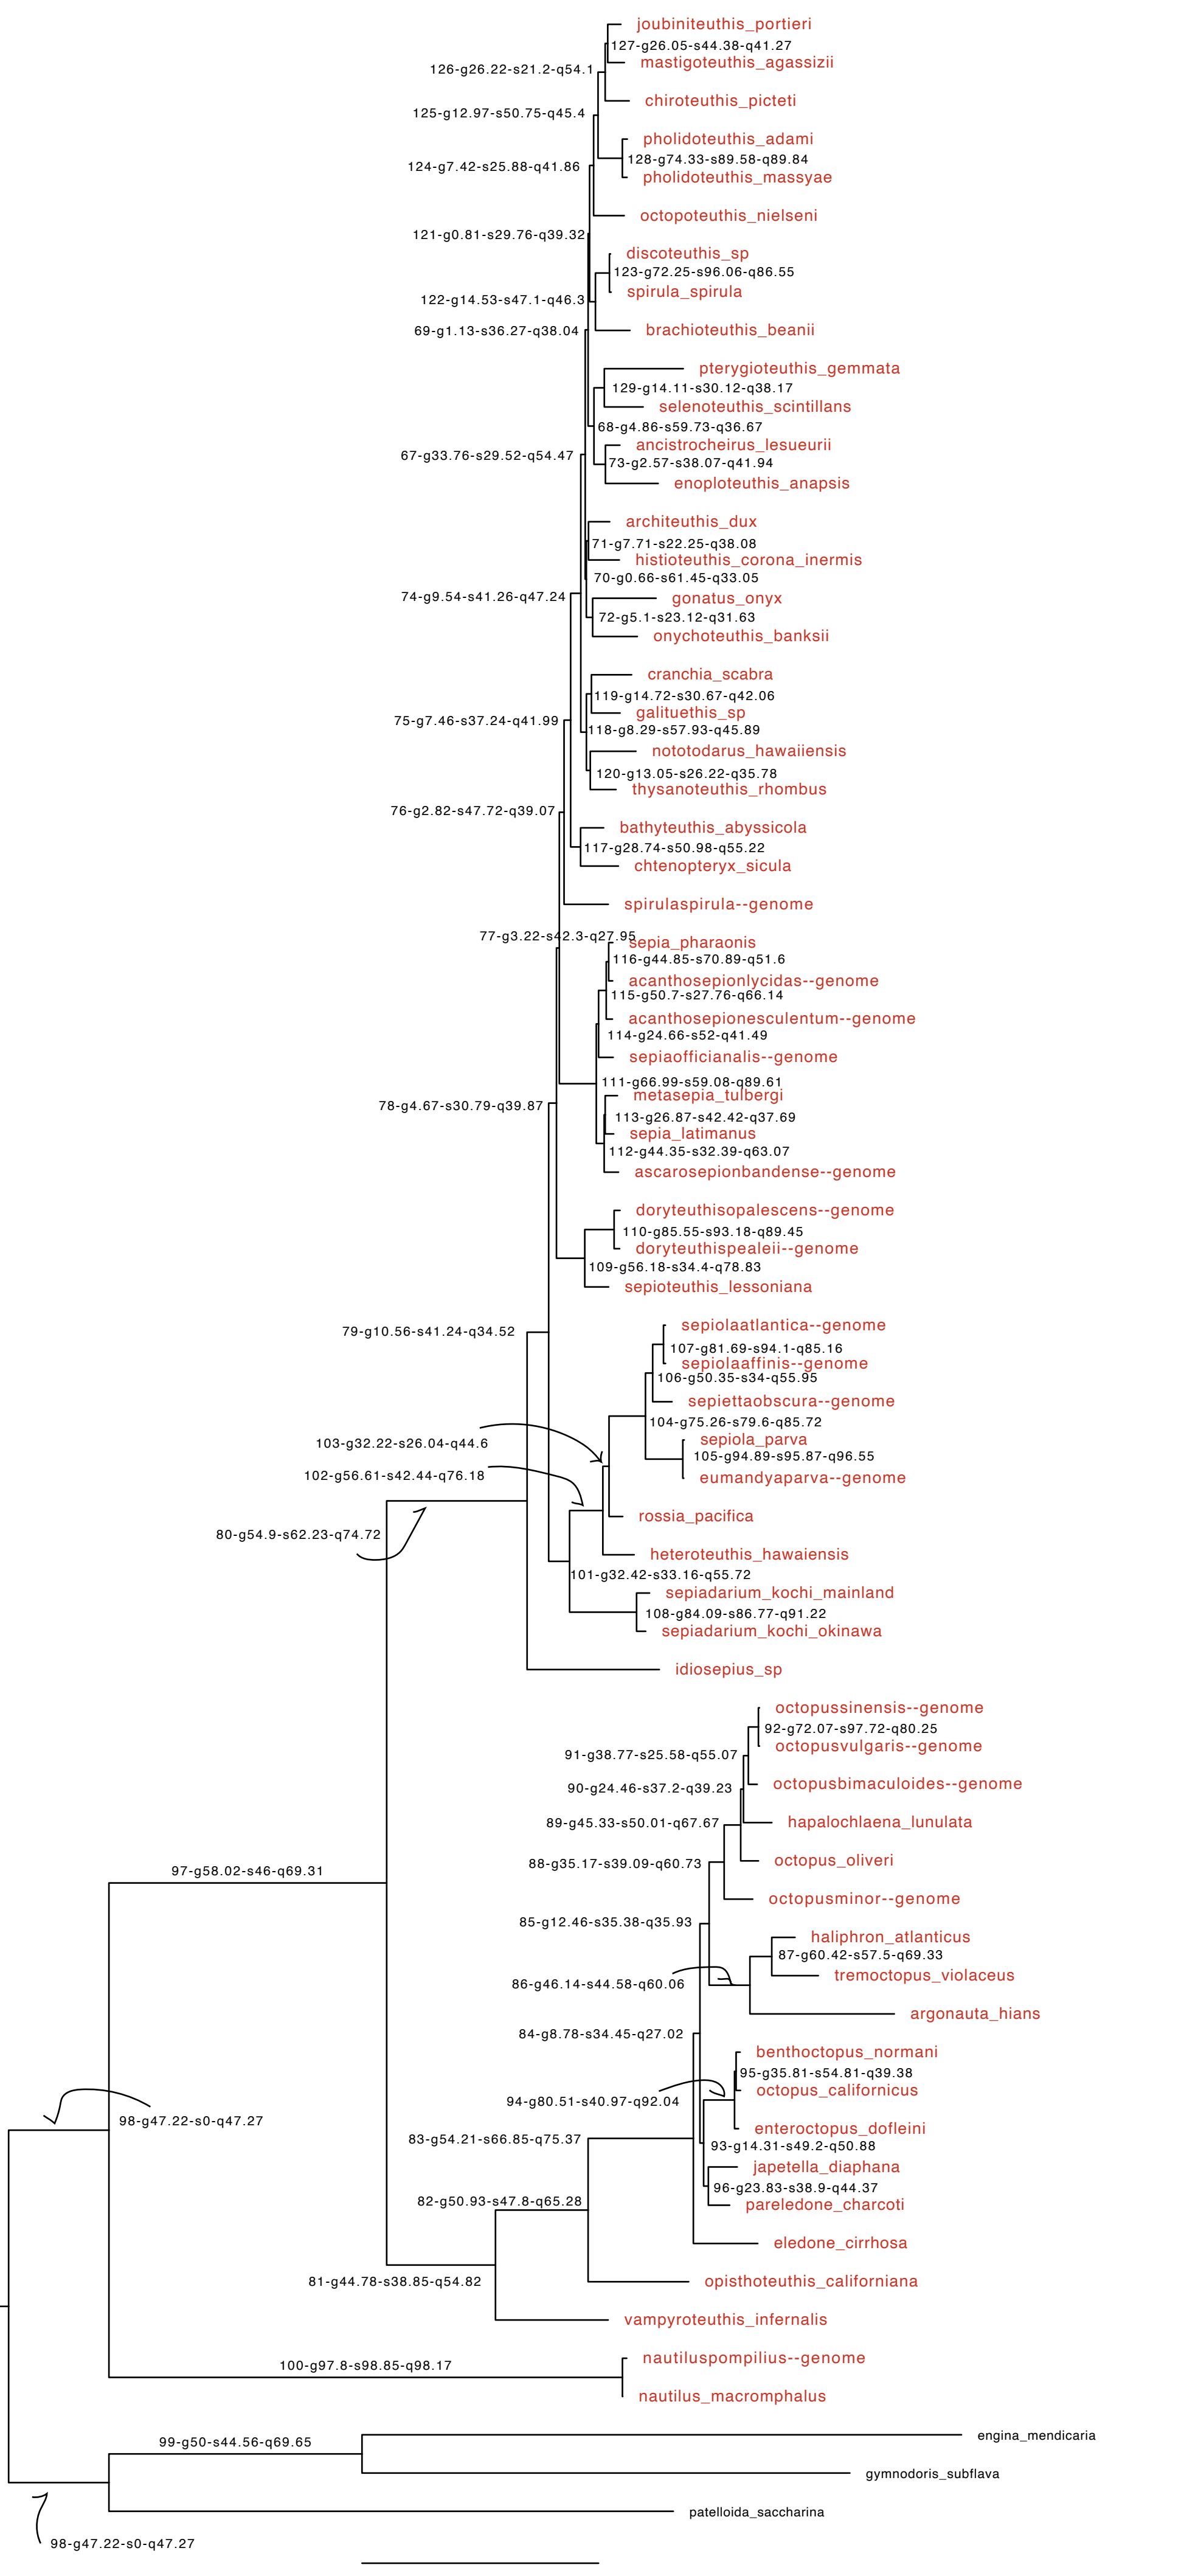 joubiniteuthis_portieri
127-g26.05-s44.38-q41.27
mastigoteuthis_agassizii
126-g26.22-s21.2-q54.1
chiroteuthis_picteti
125-g12.97-s50.75-q45.4
pholidoteuthis_adami
128-g74.33-s89.58-q89.84
124-g7.42-s25.88-q41.86
pholidoteuthis_massyae
octopoteuthis_nielseni
121-g0.81-s29.76-q39.32
discoteuthis_sp
123-g72.25-s96.06-q86.55
spirula_spirula
122-g14.53-s47.1-q46.3
69-g1.13-s36.27-q38.04
brachioteuthis_beanii
pterygioteuthis_gemmata
129-g14.11-s30.12-q38.17
selenoteuthis_scintillans
68-g4.86-s59.73-q36.67
ancistrocheirus_lesueurii
67-g33.76-s29.52-q54.47
73-g2.57-s38.07-q41.94
enoploteuthis_anapsis
architeuthis_dux
71-g7.71-s22.25-q38.08
histioteuthis_corona_inermis
70-g0.66-s61.45-q33.05
74-g9.54-s41.26-q47.24
gonatus_onyx
72-g5.1-s23.12-q31.63
onychoteuthis_banksii
cranchia_scabra
119-g14.72-s30.67-q42.06
galituethis_sp
75-g7.46-s37.24-q41.99
118-g8.29-s57.93-q45.89
nototodarus_hawaiiensis
120-g13.05-s26.22-q35.78
thysanoteuthis_rhombus
76-g2.82-s47.72-q39.07
bathyteuthis_abyssicola
117-g28.74-s50.98-q55.22
chtenopteryx_sicula
spirulaspirula--genome
77-g3.22-s42.3-q27.95
sepia_pharaonis
116-g44.85-s70.89-q51.6
acanthosepionlycidas--genome
115-g50.7-s27.76-q66.14
acanthosepionesculentum--genome
114-g24.66-s52-q41.49
sepiaofficianalis--genome
111-g66.99-s59.08-q89.61
metasepia_tulbergi
78-g4.67-s30.79-q39.87
113-g26.87-s42.42-q37.69
sepia_latimanus
112-g44.35-s32.39-q63.07
ascarosepionbandense--genome
doryteuthisopalescens--genome
110-g85.55-s93.18-q89.45
doryteuthispealeii--genome
109-g56.18-s34.4-q78.83
sepioteuthis_lessoniana
sepiolaatlantica--genome
79-g10.56-s41.24-q34.52
107-g81.69-s94.1-q85.16
sepiolaaffinis--genome
106-g50.35-s34-q55.95
sepiettaobscura--genome
104-g75.26-s79.6-q85.72
sepiola_parva
103-g32.22-s26.04-q44.6
105-g94.89-s95.87-q96.55
102-g56.61-s42.44-q76.18
eumandyaparva--genome
rossia_pacifica
80-g54.9-s62.23-q74.72
heteroteuthis_hawaiensis
101-g32.42-s33.16-q55.72
sepiadarium_kochi_mainland
108-g84.09-s86.77-q91.22
sepiadarium_kochi_okinawa
idiosepius_sp
octopussinensis--genome
92-g72.07-s97.72-q80.25
octopusvulgaris--genome
91-g38.77-s25.58-q55.07
octopusbimaculoides--genome
90-g24.46-s37.2-q39.23
hapalochlaena_lunulata
89-g45.33-s50.01-q67.67
octopus_oliveri
88-g35.17-s39.09-q60.73
97-g58.02-s46-q69.31
octopusminor--genome
85-g12.46-s35.38-q35.93
haliphron_atlanticus
87-g60.42-s57.5-q69.33
tremoctopus_violaceus
86-g46.14-s44.58-q60.06
argonauta_hians
84-g8.78-s34.45-q27.02
benthoctopus_normani
95-g35.81-s54.81-q39.38
octopus_californicus
94-g80.51-s40.97-q92.04
98-g47.22-s0-q47.27
enteroctopus_dofleini
83-g54.21-s66.85-q75.37
93-g14.31-s49.2-q50.88
japetella_diaphana
96-g23.83-s38.9-q44.37
82-g50.93-s47.8-q65.28
pareledone_charcoti
eledone_cirrhosa
81-g44.78-s38.85-q54.82
opisthoteuthis_californiana
vampyroteuthis_infernalis
nautiluspompilius--genome
100-g97.8-s98.85-q98.17
nautilus_macromphalus
engina_mendicaria
99-g50-s44.56-q69.65
gymnodoris_subflava
patelloida_saccharina
98-g47.22-s0-q47.27